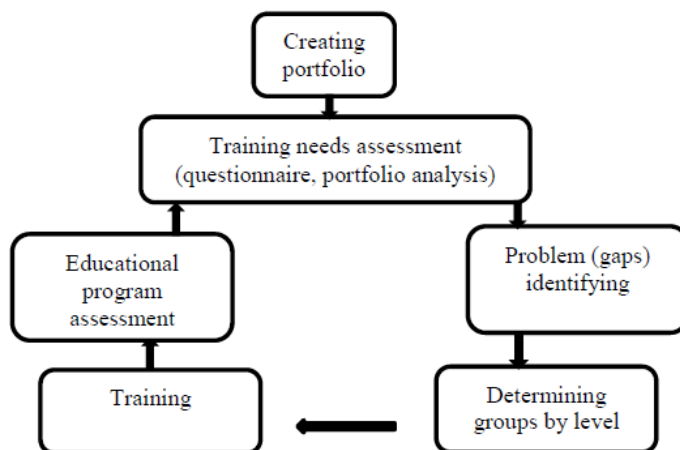 Creating
portfolio
Training needs assessment
(questionnaire, portfolio analysis)
Problem (gaps)
identifying
Determining
groups by level
Training
Educational
program
assessment